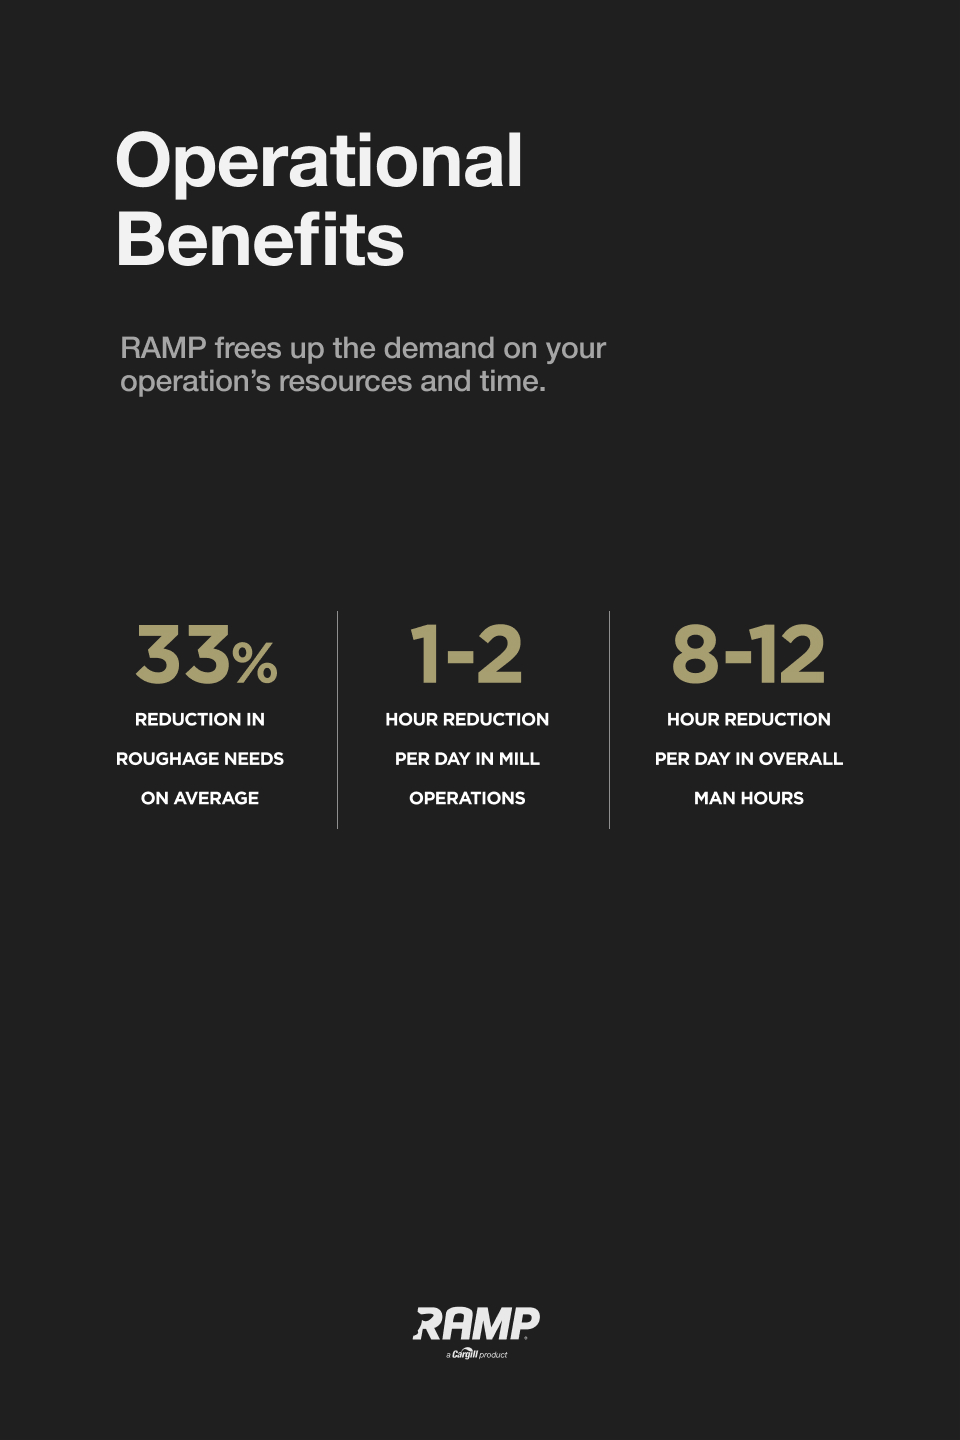 Operational
Benefits
RAMP frees up the demand on your
operation’s resources and time.
33%
REDUCTION IN
ROUGHAGE NEEDS
ON AVERAGE
1-2
HOUR REDUCTION
PER DAY IN MILL
OPERATIONS
8-12
HOUR REDUCTION
PER DAY IN OVERALL
MAN HOURS
RAMP®
a Cargill product